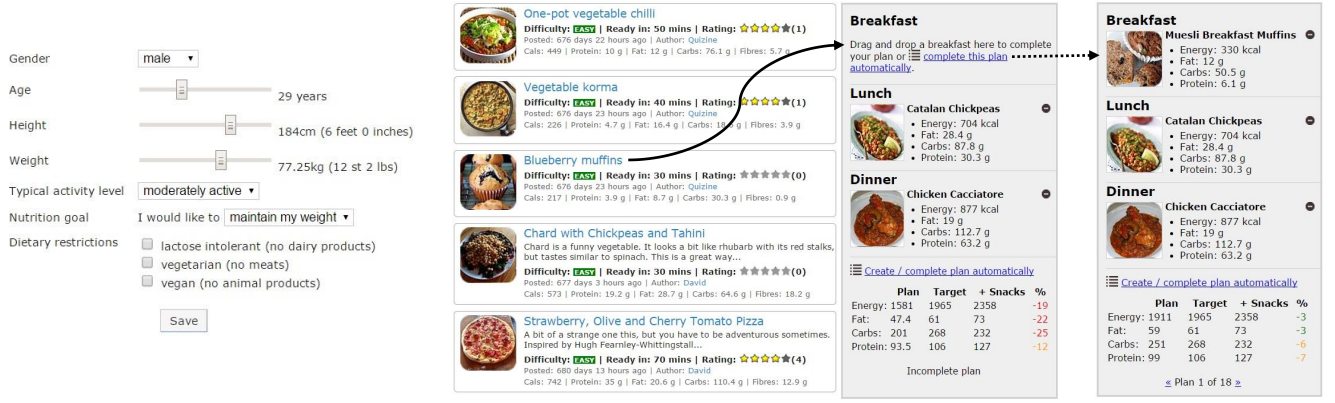 Gender male
Age 29 years
Height 184cm (6 feet 0 inches)
Weight 77.25kg (12 st 2 lbs)
Typical activity level moderately active
Nutrition goal I would like to maintain my weight
Dietary restrictions lactose intolerant (no dairy products)
vegetarian (no meats)
vegan (no animal products)
Save
One-pot vegetable chilli
Difficulty: EASY | Ready in: 50 mins | Rating: (1)
Posted: 676 days 22 hours ago | Author: Quizine
Cals: 449 | Protein: 10 g | Fat: 12 g | Carbs: 76.1 g | Fibres: 5.7 g
Vegetable korma
Difficulty: EASY | Ready in: 40 mins | Rating: (1)
Posted: 676 days 23 hours ago | Author: Quizine
Cals: 226 | Protein: 4.7 g | Fat: 16.4 g | Carbs: g | Fibres: 3.9 g
Blueberry muffins
Difficulty: EASY | Ready in: 30 mins | Rating: (0)
Posted: 676 days 23 hours ago | Author: Quizine
Cals: 217 | Protein: 3.9 g | Fat: 8.7 g | Carbs: 30.3 g | Fibres: 0.9 g
Chard with Chickpeas and Tahini
Chard is a funny vegetable. It looks a bit like rhubarb with its red stalks,
but tastes similar to spinach. This is a great way...
Difficulty: EASY | Ready in: 30 mins | Rating: (0)
Posted: 677 days 3 hours ago | Author: David
Cals: 573 | Protein: 19.2 g | Fat: 28.7 g | Carbs: 64.6 g | Fibres: 18.2 g
Strawberry, Olive and Cherry Tomato Pizza
A bit of a strange one this, but you have to be adventurous sometimes.
Inspired by Hugh Fearnley-Whittingstall...
Difficulty: EASY | Ready in: 70 mins | Rating: (4)
Posted: 680 days 13 hours ago | Author: David
Cals: 742 | Protein: 35 g | Fat: 20.6 g | Carbs: 110.4 g | Fibres: 12.9 g
Breakfast
Drag and drop a breakfast here to complete
your plan or complete this plan
automatically.
Lunch
Catalan Chickpeas
• Energy: 704 kcal
• Fat: 28.4 g
• Carbs: 87.8 g
• Protein: 30.3 g
Dinner
Chicken Cacciatore
• Energy: 877 kcal
• Fat: 19 g
• Carbs: 112.7 g
• Protein: 63.2 g
Create / complete plan automatically
Plan Target + Snacks %
Energy: 1581 1965 2358 -19
Fat: 47.4 61 73 -22
Carbs: 201 268 232 -25
Protein: 93.5 106 127 -12
Incomplete plan
Breakfast
Muesli Breakfast Muffins
• Energy: 330 kcal
• Fat: 12 g
• Carbs: 50.5 g
• Protein: 6.1 g
Lunch
Catalan Chickpeas
• Energy: 704 kcal
• Fat: 28.4 g
• Carbs: 87.8 g
• Protein: 30.3 g
Dinner
Chicken Cacciatore
• Energy: 877 kcal
• Fat: 19 g
• Carbs: 112.7 g
• Protein: 63.2 g
Create / complete plan automatically
Plan Target + Snacks %
Energy: 1911 1965 2358 -3
Fat: 59 61 73 -3
Carbs: 251 268 232 -6
Protein: 99 106 127 -7
« Plan 1 of 18 »